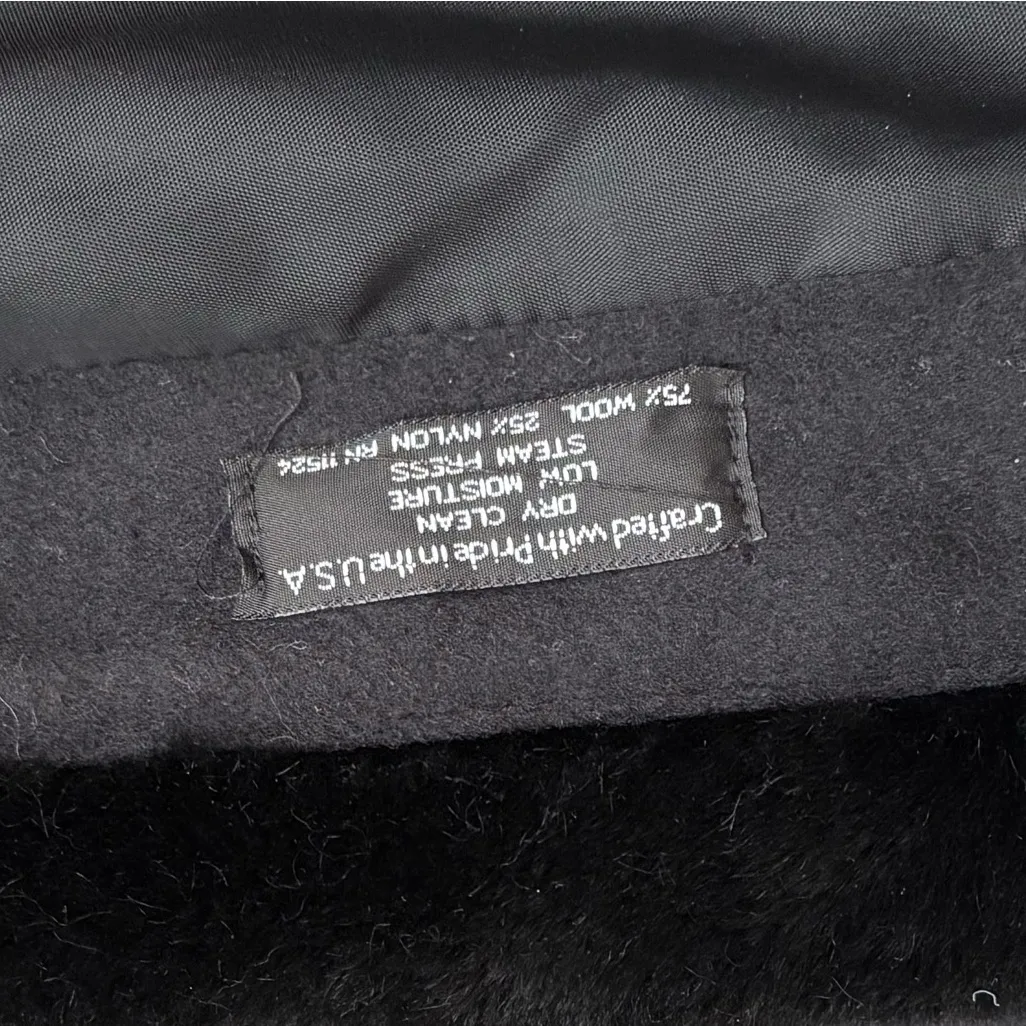 Crafted with Pride in the U.S.A.
DRY CLEAN
LOW MOISTURE
STEAM PRESS
75% WOOL 25% NYLON RN 11524